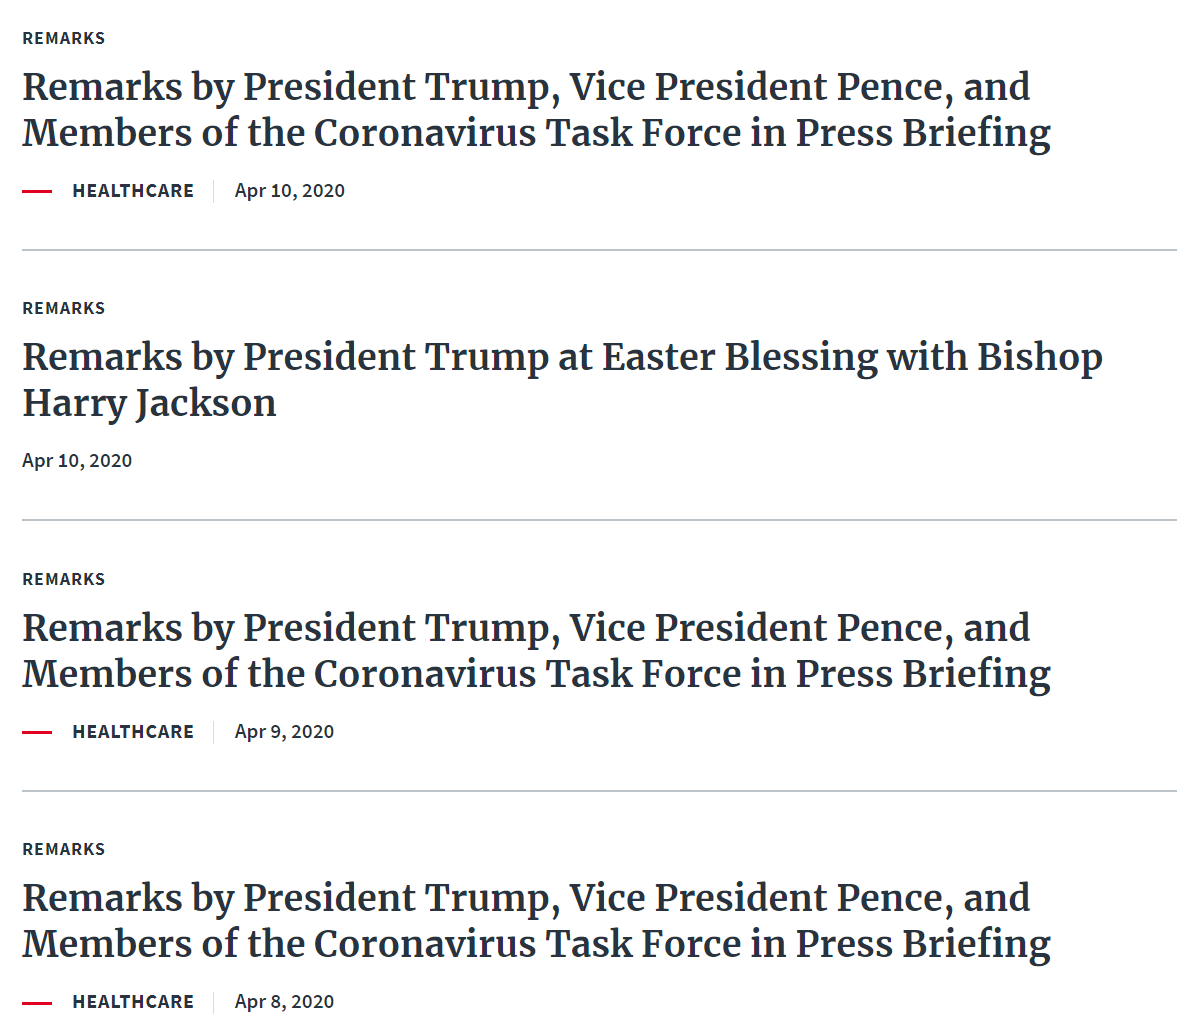 REMARKS
Remarks by President Trump, Vice President Pence, and
Members of the Coronavirus Task Force in Press Briefing
HEALTHCARE Apr 10, 2020
REMARKS
Remarks by President Trump at Easter Blessing with Bishop
Harry Jackson
Apr 10, 2020
REMARKS
Remarks by President Trump, Vice President Pence, and
Members of the Coronavirus Task Force in Press Briefing
HEALTHCARE Apr 9, 2020
REMARKS
Remarks by President Trump, Vice President Pence, and
Members of the Coronavirus Task Force in Press Briefing
HEALTHCARE Apr 8, 2020